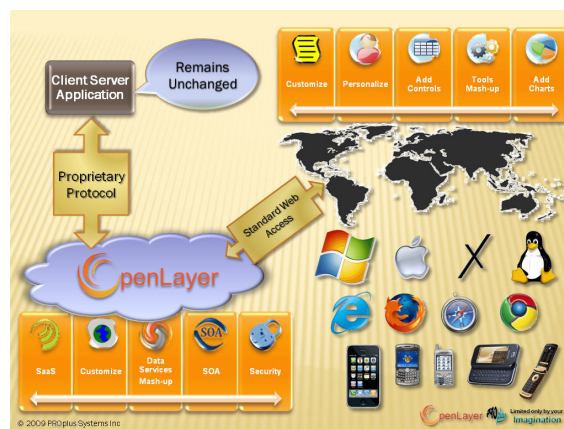 Client Server
Application
Remains
Unchanged
Customize
Personalize
Add
Controls
Tools
Mash-up
Add
Charts
Proprietary
Protocol
Standard Web
Access
OpenLayer
SaaS
Customize
Data
Services
Mash-up
SOA
SOA
Security
© 2009 PROplus Systems Inc
OpenLayer
Limited only by your
Imagination